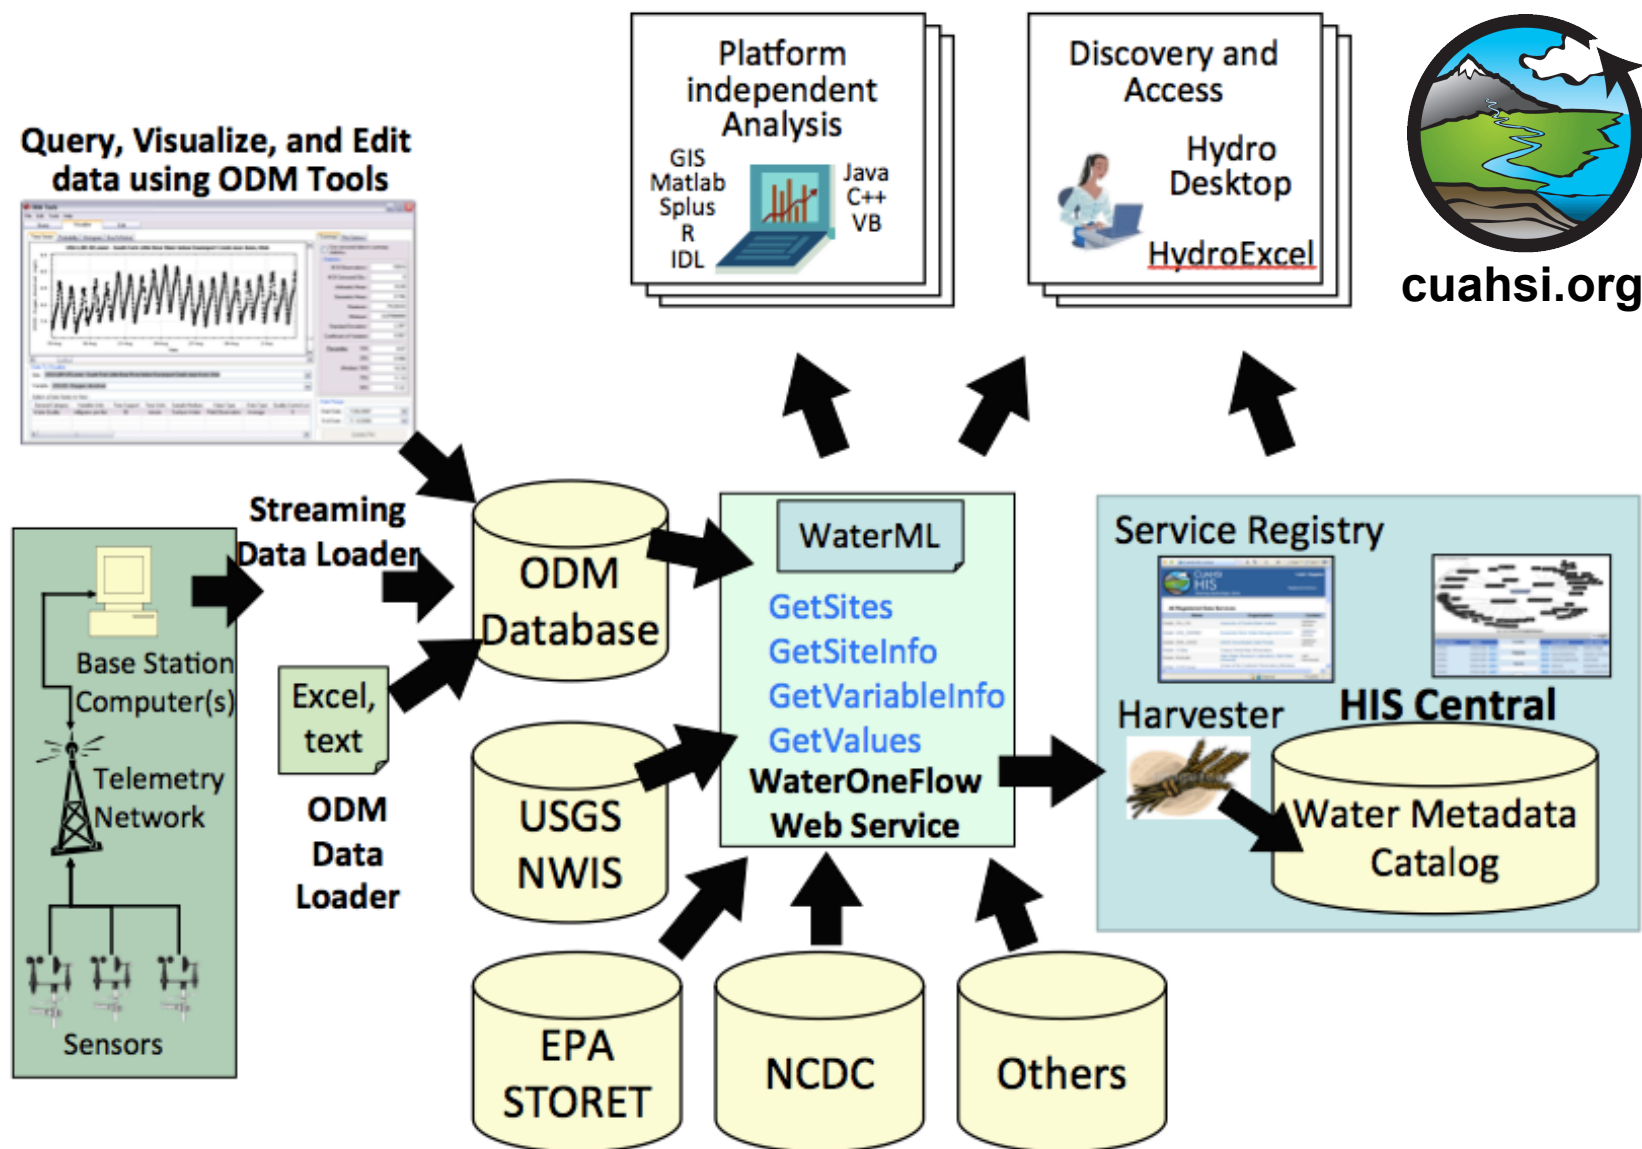 Platform
independent
Analysis
GIS
Matlab
Splus
R
IDL
Java
C++
VB
Discovery and
Access
Hydro
Desktop
HydroExcel
cuahsi.org
Query, Visualize, and Edit
data using ODM Tools
Streaming
Data Loader
Base Station
Computer(s)
Telemetry
Network
Sensors
Excel,
text
ODM
Data
Loader
ODM
Database
USGS
NWIS
EPA
STORET
NCDC
Others
WaterML
GetSites
GetSiteInfo
GetVariableInfo
GetValues
WaterOneFlow
Web Service
Service Registry
CUAHSI
HIS
Harvester
HIS Central
Water Metadata
Catalog